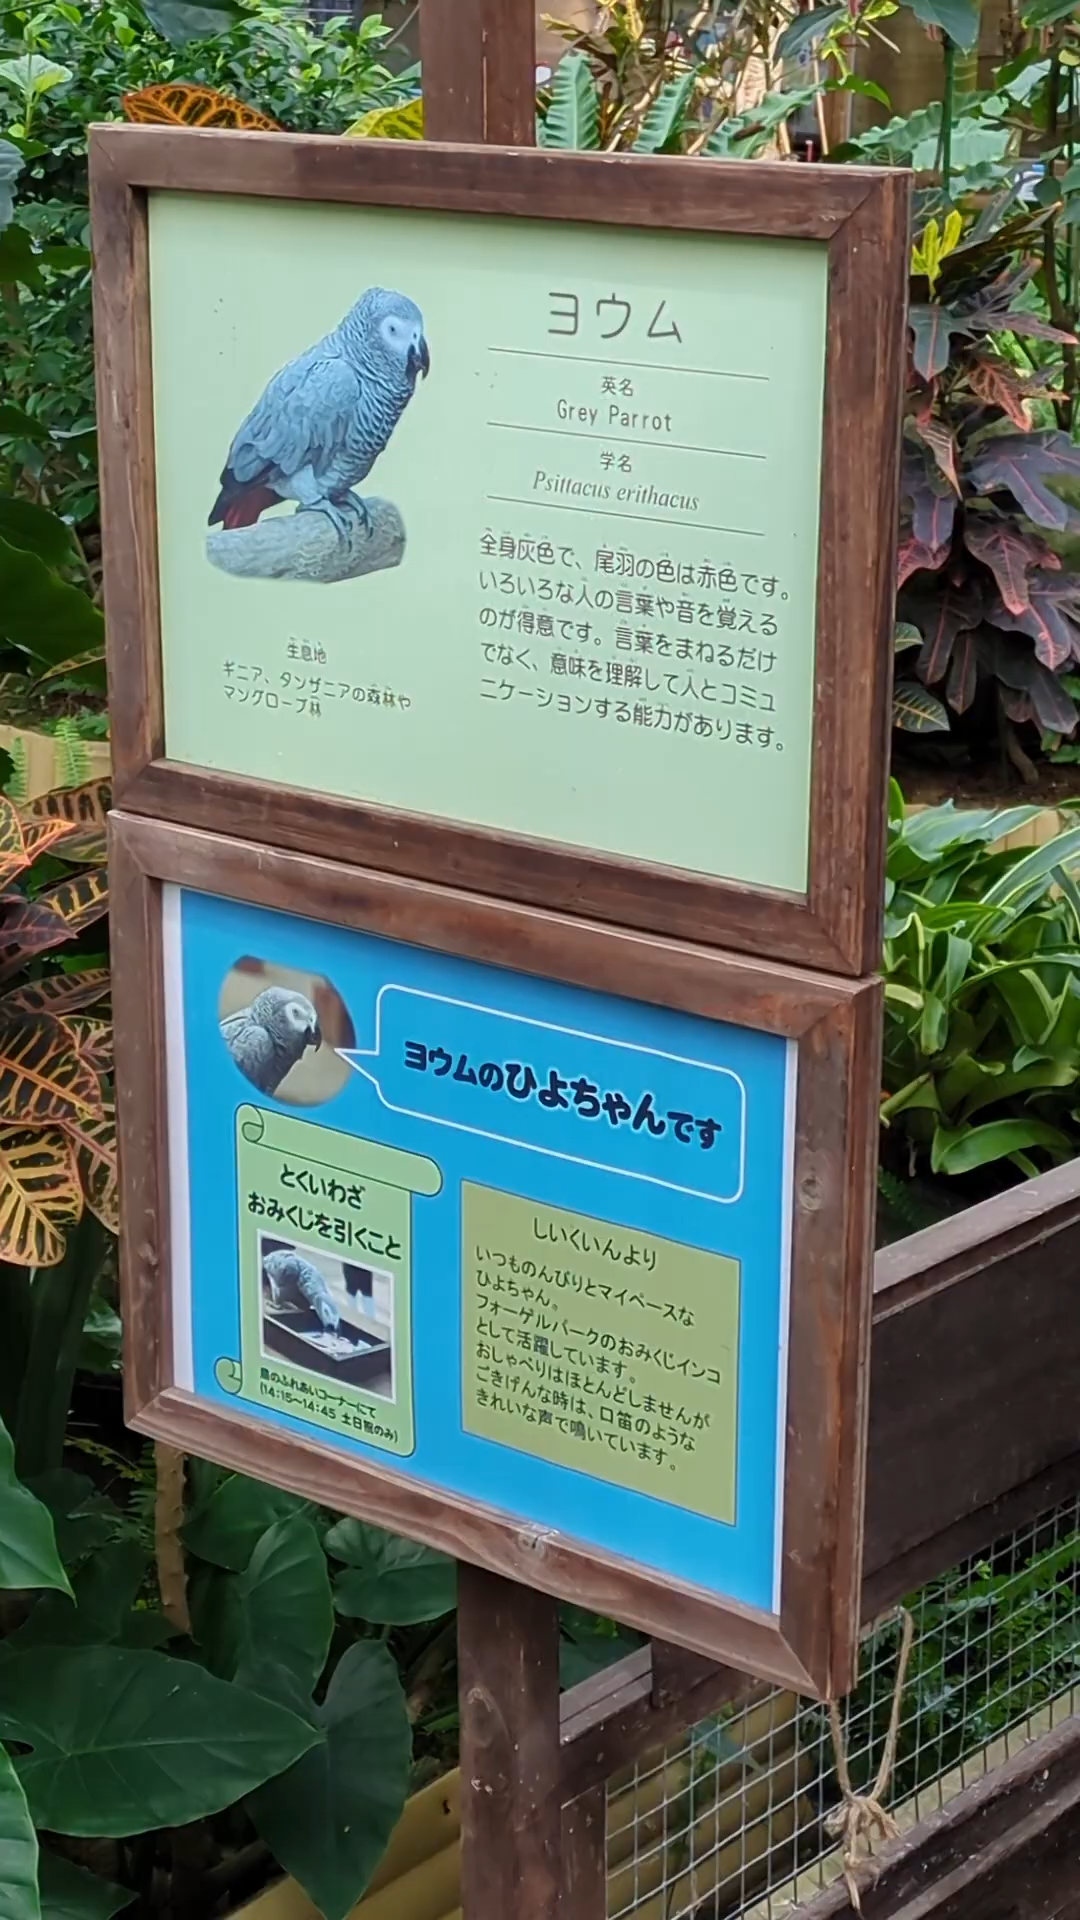 ヨウム
英名
Grey Parrot
学名
Psittacus erithacus
全身灰色で、尾羽の色は赤色です。
いろいろな人の言葉や音を覚える
のが得意です。言葉をまねるだけ
でなく、意味を理解して人とコミュ
ニケーションする能力があります。
生息地
ギニア、タンザニアの森林や
マングローブ林
ヨウムのひよちゃんです
とくいわざ
おみくじを引くこと
鳥のふれあいコーナーにて
(14:15~14:45 土日祝のみ)
しいくいんより
いつものんびりとマイペースな
ひよちゃん。
フォーゲルパークのおみくじインコ
として活躍しています。
おしゃべりはほとんどしませんが
ごきげんな時は、口笛のような
きれいな声で鳴いています。